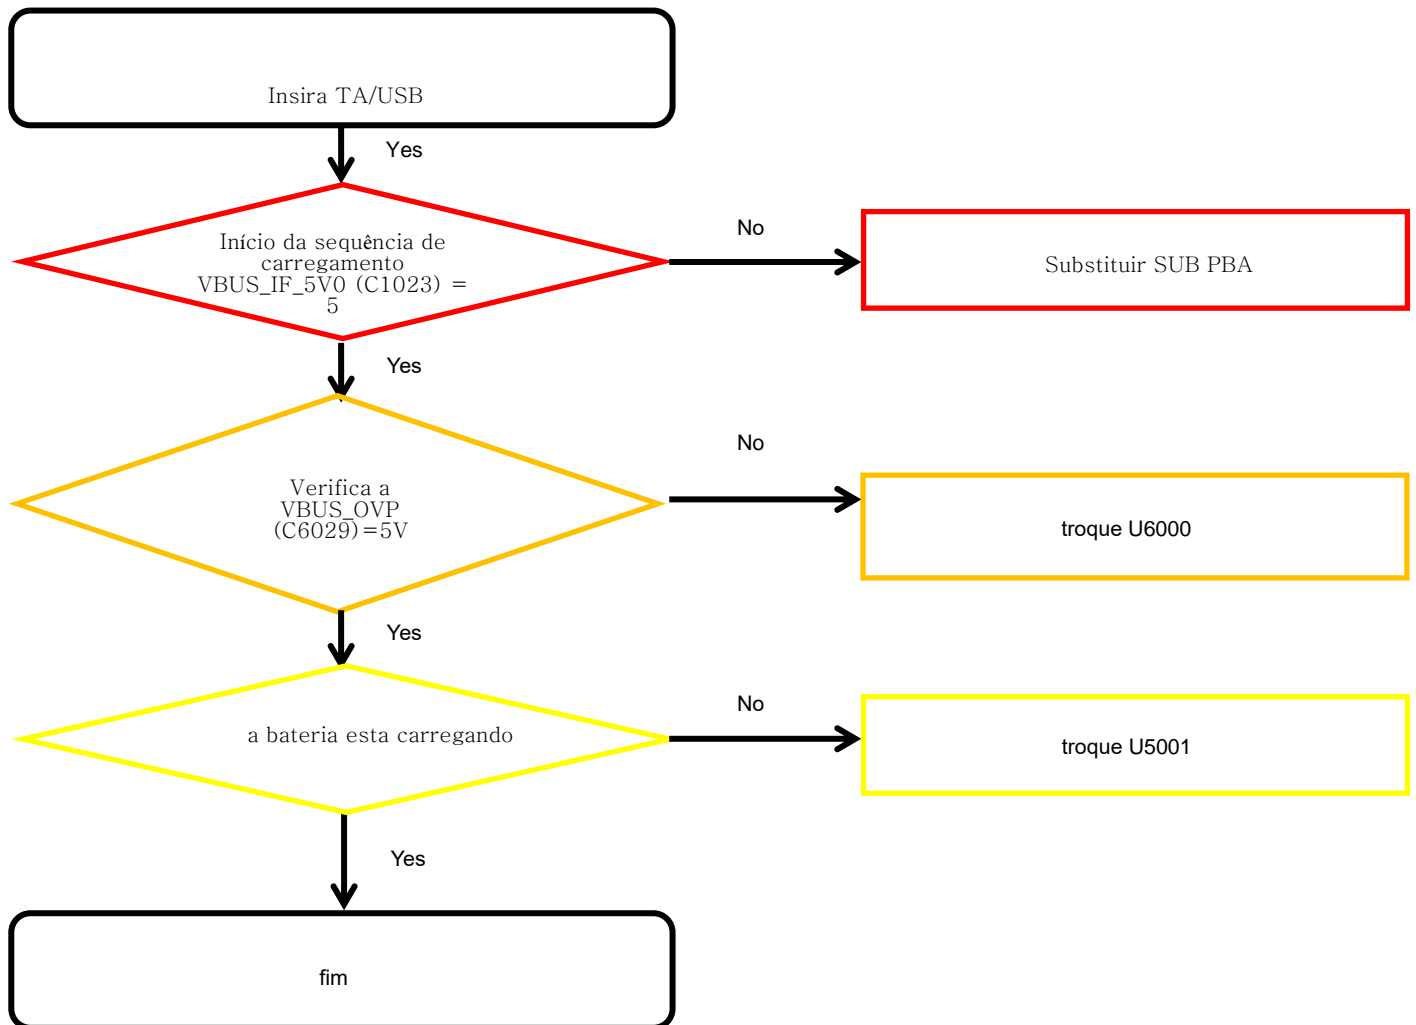 Insira TA/USB
Yes
Início da sequência de
carregamento
VBUS_IF_5V0 (C1023) =
5
No
Substituir SUB PBA
Yes
Verifica a
VBUS_OVP
(C6029)=5V
No
troque U6000
Yes
a bateria esta carregando
No
troque U5001
Yes
fim